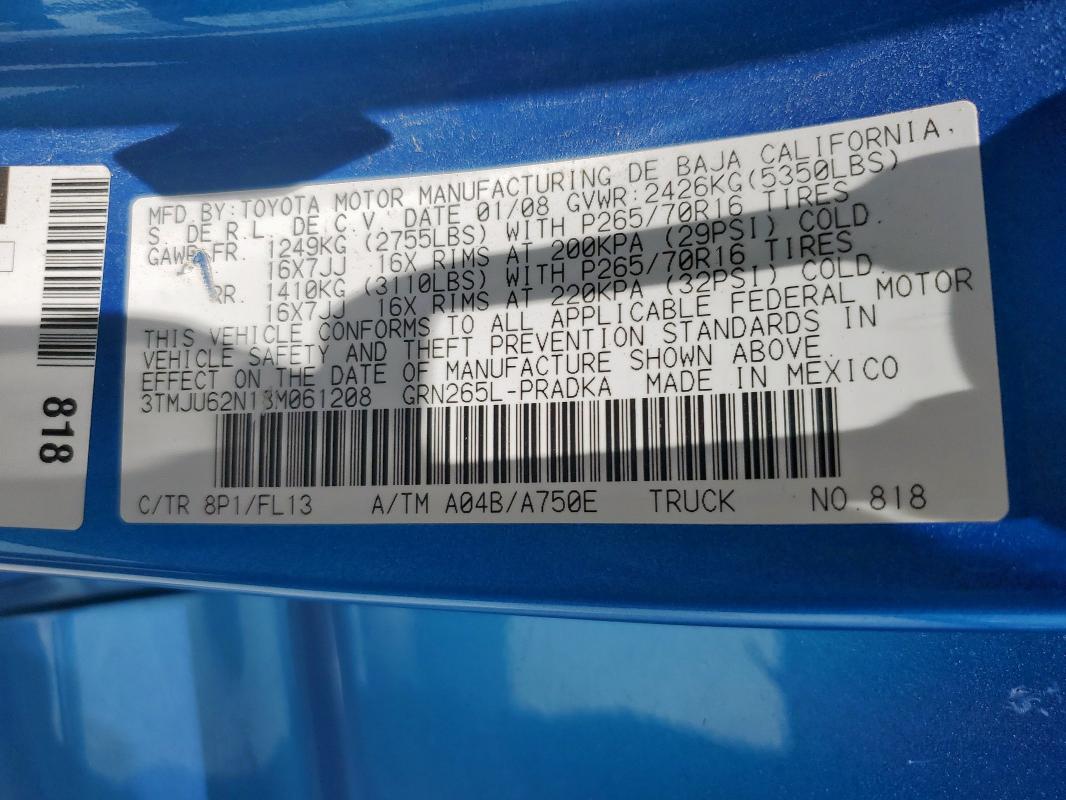 MFD. BY: TOYOTA MOTOR MANUFACTURING DE BAJA CALIFORNIA,
S. DE R.L. DE C.V. DATE 01/08 GVWR: 2426KG(5350LBS)
FR. 1249KG (2755LBS) WITH P265/70R16 TIRES
16X7JJ 16X RIMS AT 200KPA (29PSI) COLD.
RR. 1410KG (3110LBS) WITH P265/70R16 TIRES
16X7JJ 16X RIMS AT 220KPA (32PSI) COLD.
THIS VEHICLE CONFORMS TO ALL APPLICABLE FEDERAL MOTOR
VEHICLE SAFETY AND THEFT PREVENTION STANDARDS IN
EFFECT ON THE DATE OF MANUFACTURE SHOWN ABOVE.
GRN265L-PRADKA MADE IN MEXICO
C/TR 8P1/FL13 A/TM A04B/A750E TRUCK NO.818
818